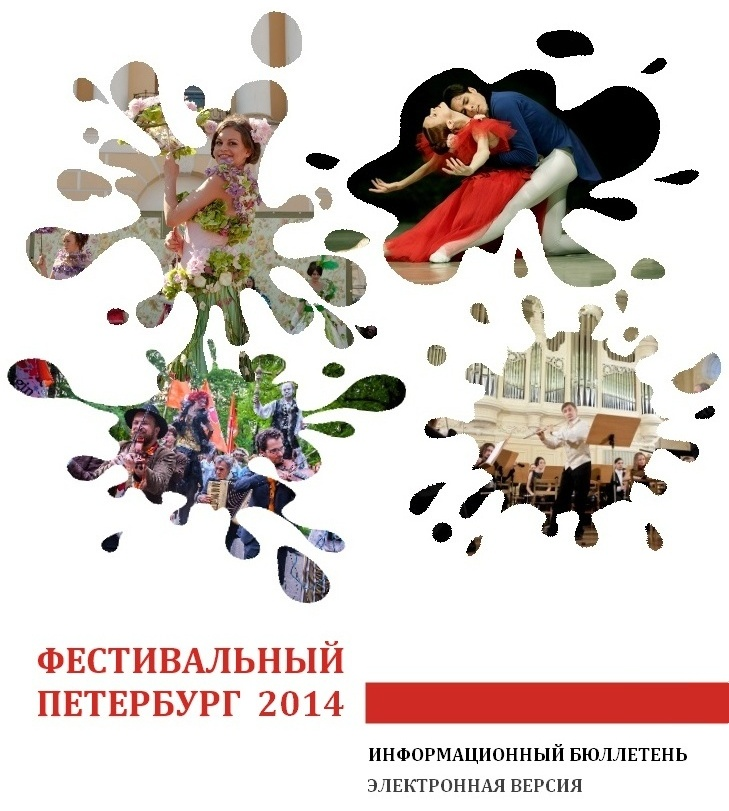 ФЕСТИВАЛЬНЫЙ
ПЕТЕРБУРГ 2014
ИНФОРМАЦИОННЫЙ БЮЛЛЕТЕНЬ
ЭЛЕКТРОННАЯ ВЕРСИЯ